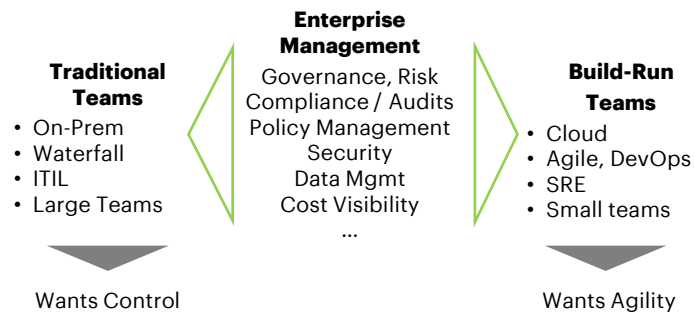 Traditional
Teams
• On-Prem
• Waterfall
• ITIL
• Large Teams
Wants Control
Enterprise
Management
Governance, Risk
Compliance / Audits
Policy Management
Security
Data Mgmt
Cost Visibility
...
Build-Run
Teams
• Cloud
• Agile, DevOps
• SRE
• Small teams
Wants Agility